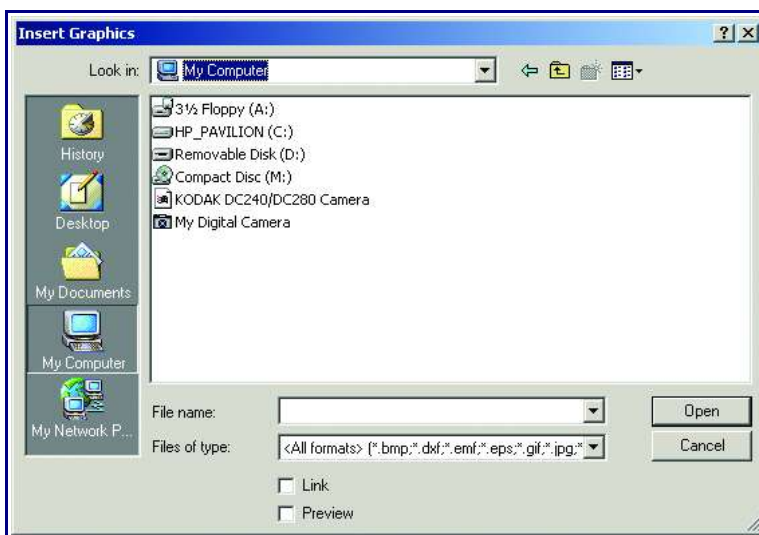 Insert Graphics
Look in: My Computer
History
Desktop
My Documents
My Computer
My Network P...
3½ Floppy (A:)
HP_PAVILION (C:)
Removable Disk (D:)
Compact Disc (M:)
KODAK DC240/DC280 Camera
My Digital Camera
File name:
Open
Files of type: <All formats> (*.bmp;*.dxf;*.emf;*.eps;*.gif;*.jpg;*
Cancel
Link
Preview